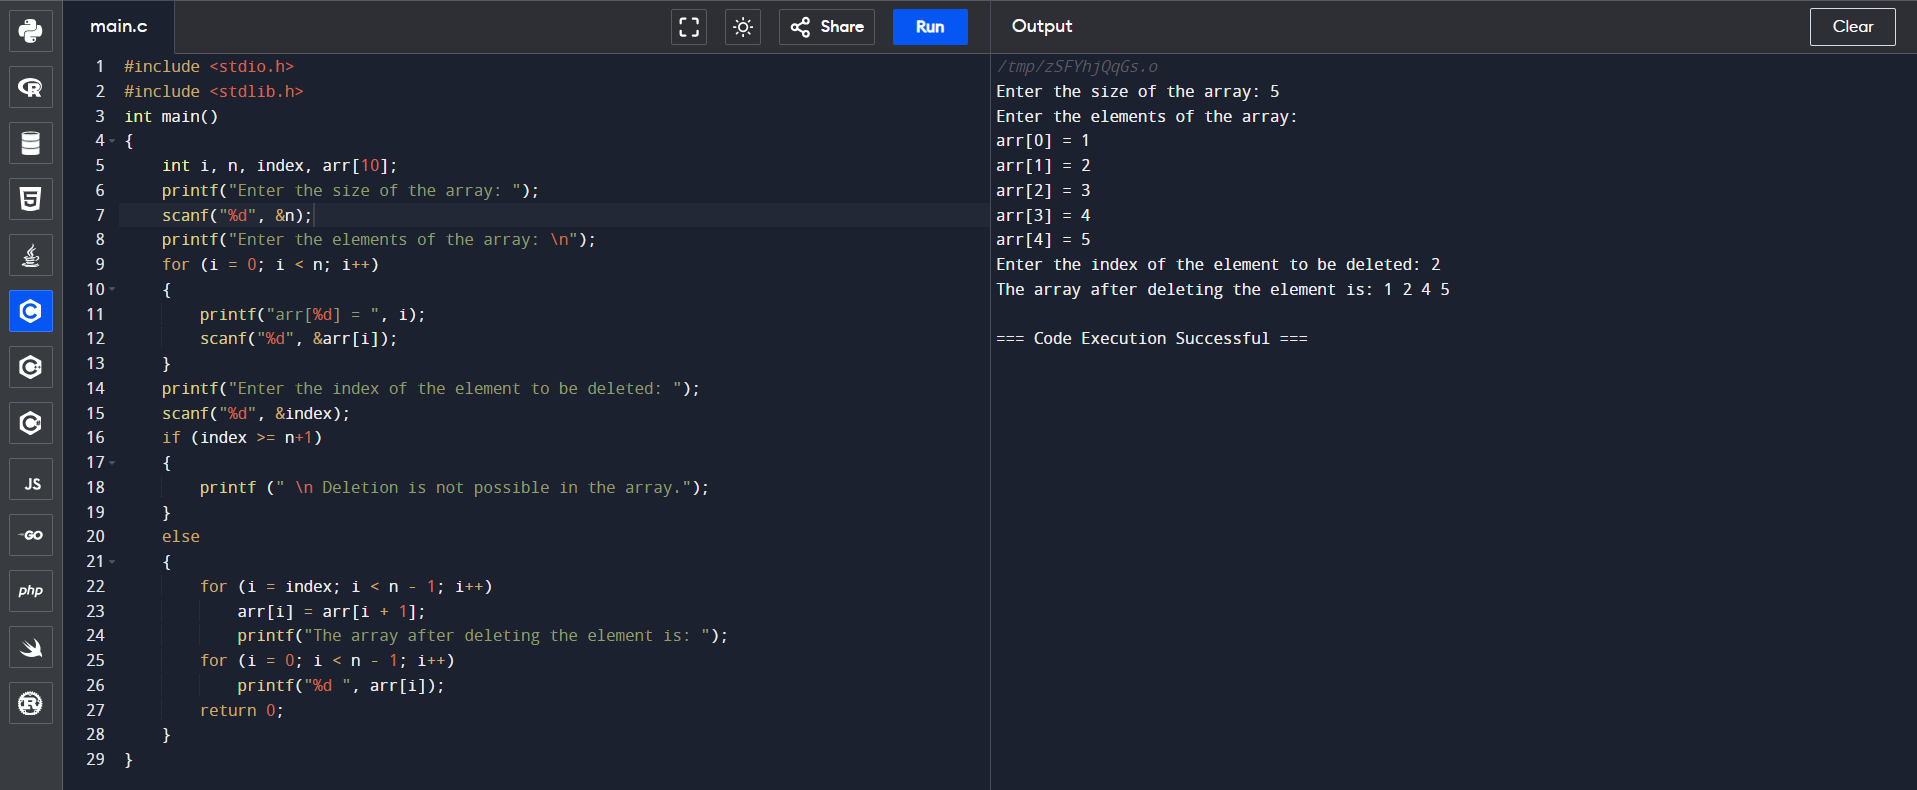 main.c
Share
Run
Output
Clear
1 #include <stdio.h>
2 #include <stdlib.h>
3 int main()
4 {
5     int i, n, index, arr[10];
6     printf("Enter the size of the array: ");
7     scanf("%d", &n);
8     printf("Enter the elements of the array: \n");
9     for (i = 0; i < n; i++)
10     {
11         printf("arr[%d] = ", i);
12         scanf("%d", &arr[i]);
13     }
14     printf("Enter the index of the element to be deleted: ");
15     scanf("%d", &index);
16     if (index >= n+1)
17     {
18         printf (" \n Deletion is not possible in the array.");
19     }
20     else
21     {
22         for (i = index; i < n - 1; i++)
23             arr[i] = arr[i + 1];
24             printf("The array after deleting the element is: ");
25         for (i = 0; i < n - 1; i++)
26             printf("%d ", arr[i]);
27         return 0;
28     }
29 }
/tmp/zSFYhjQqGs.o
Enter the size of the array: 5
Enter the elements of the array:
arr[0] = 1
arr[1] = 2
arr[2] = 3
arr[3] = 4
arr[4] = 5
Enter the index of the element to be deleted: 2
The array after deleting the element is: 1 2 4 5
=== Code Execution Successful ===
R
5
C
C++
C
JS
GO
php
R